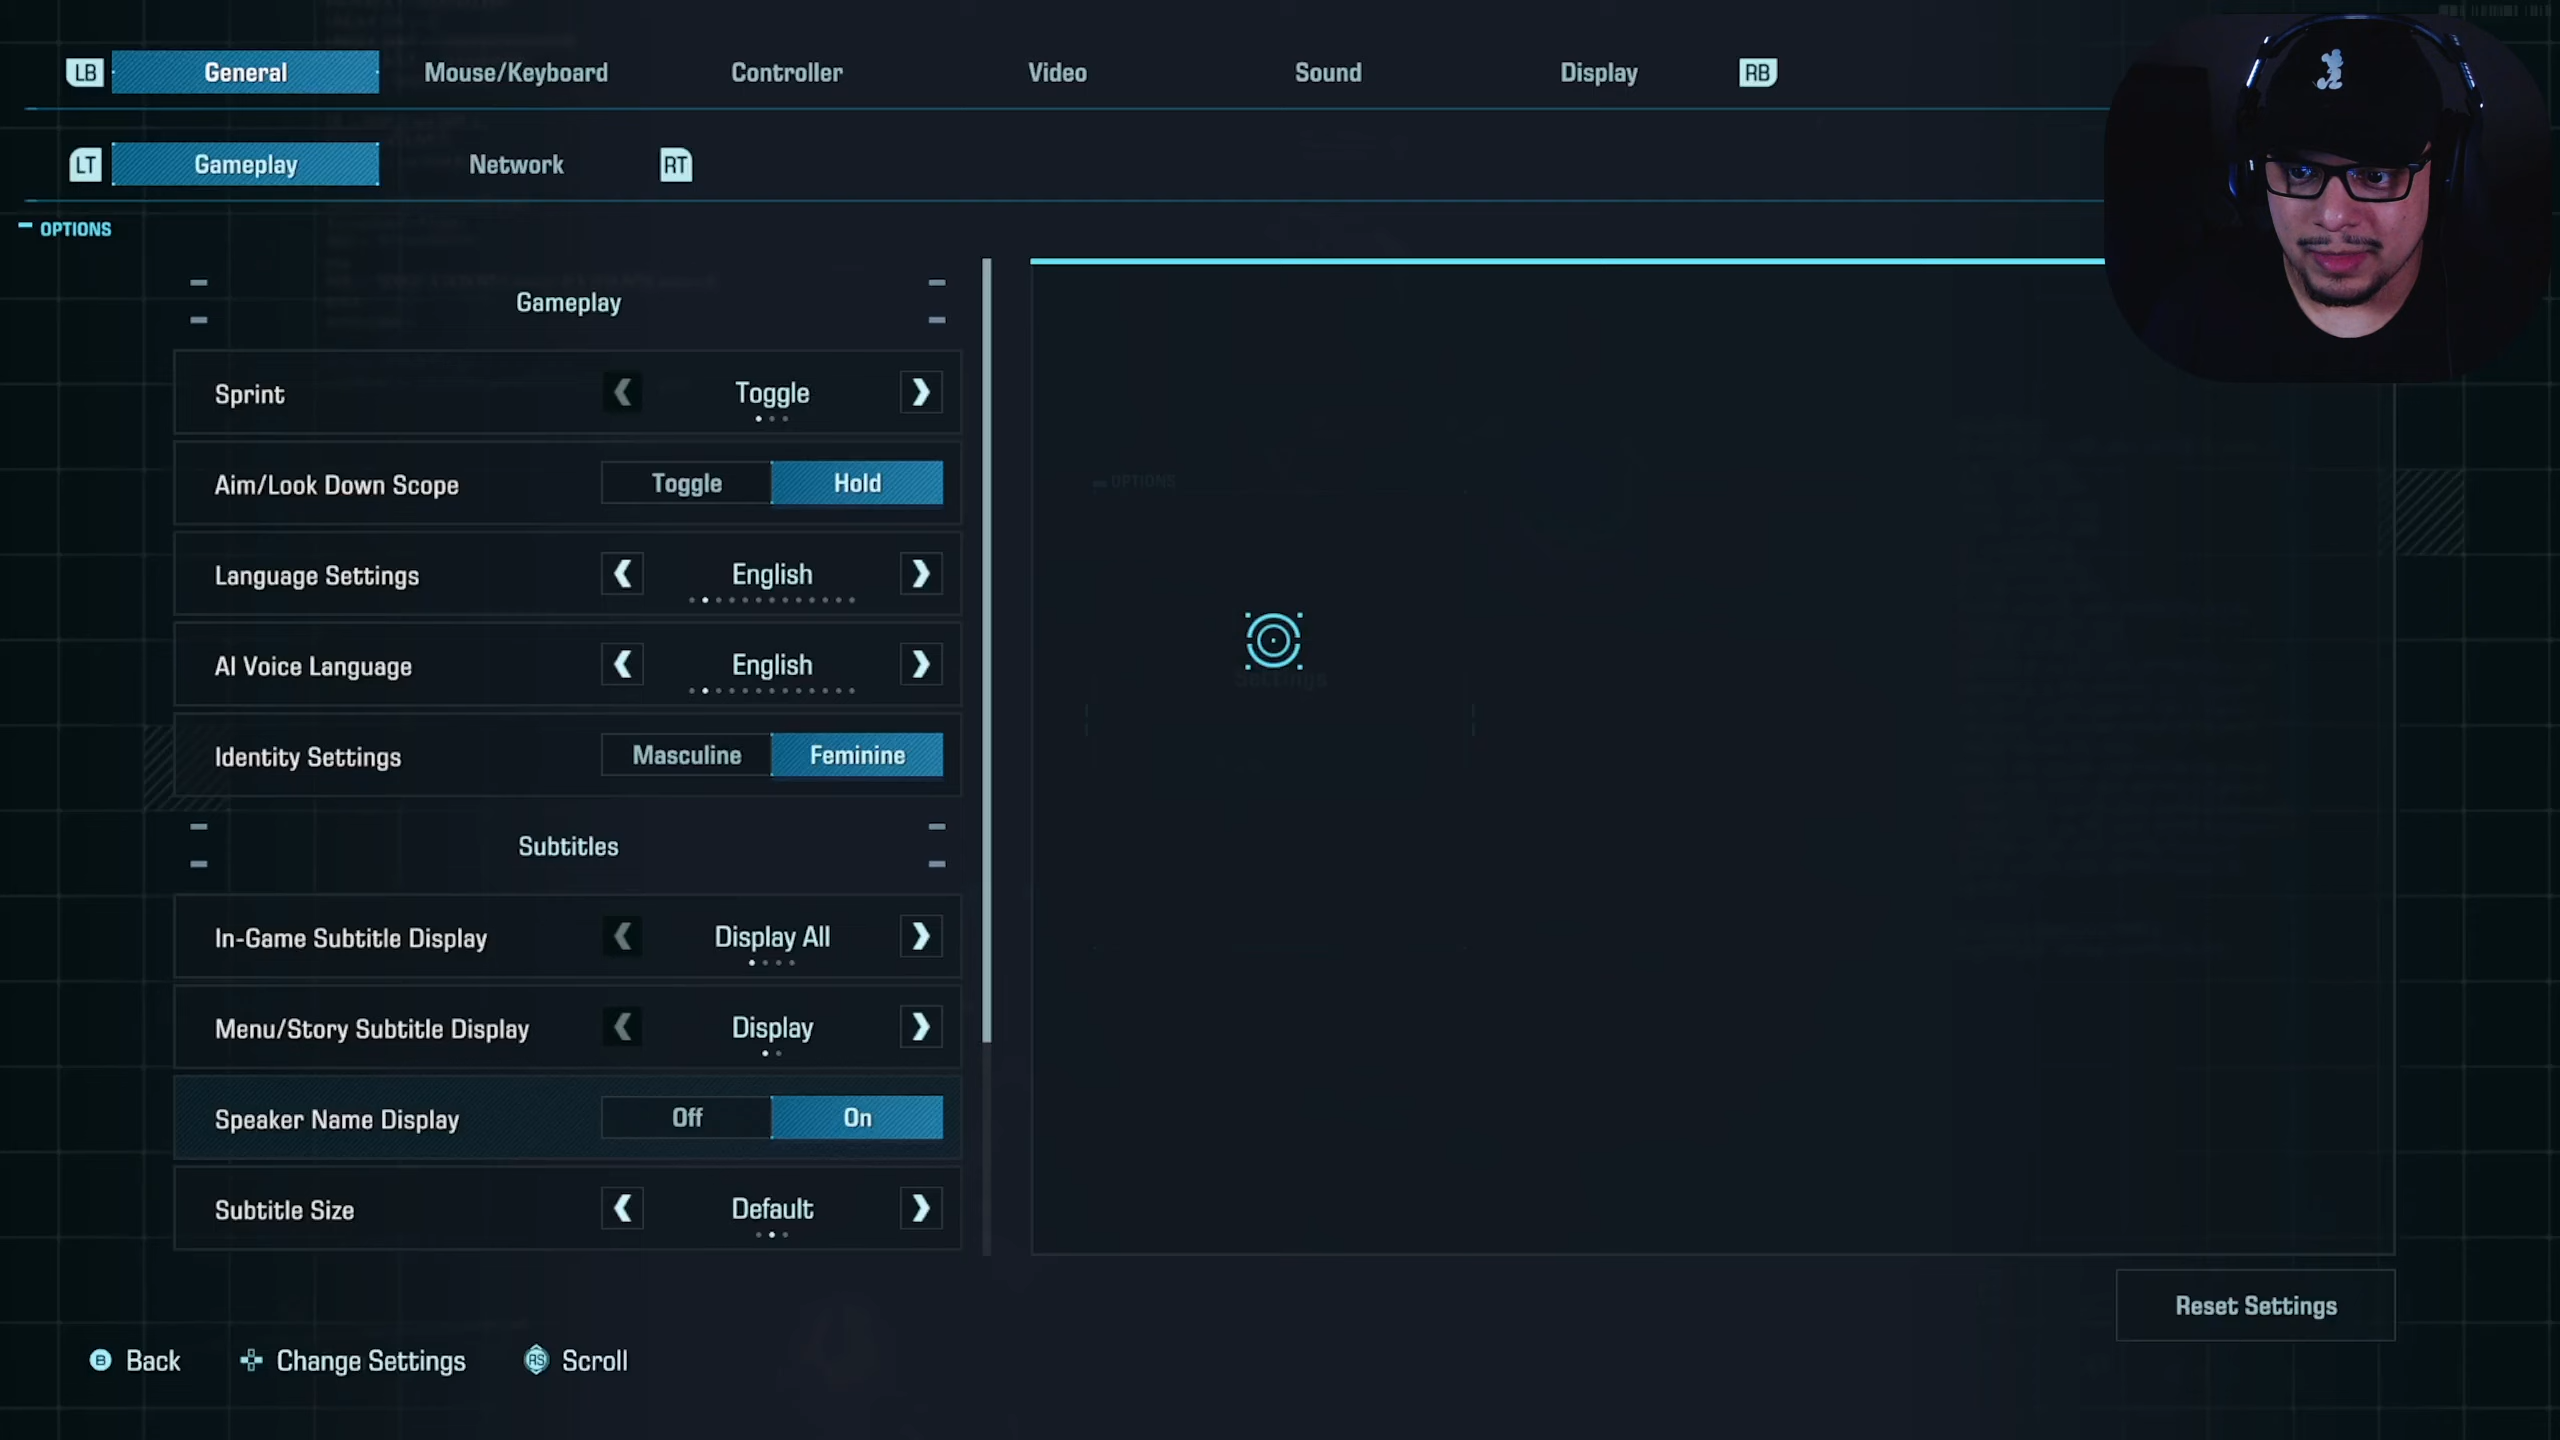 LB General Mouse/Keyboard Controller Video Sound Display RB
LT Gameplay Network RT
OPTIONS
Gameplay
Sprint Toggle
Aim/Look Down Scope Toggle Hold
OPTIONS
Language Settings English
AI Voice Language English
Settings
Identity Settings Masculine Feminine
Subtitles
In-Game Subtitle Display Display All
Menu/Story Subtitle Display Display
Speaker Name Display Off On
Subtitle Size Default
Reset Settings
B Back Change Settings RS Scroll